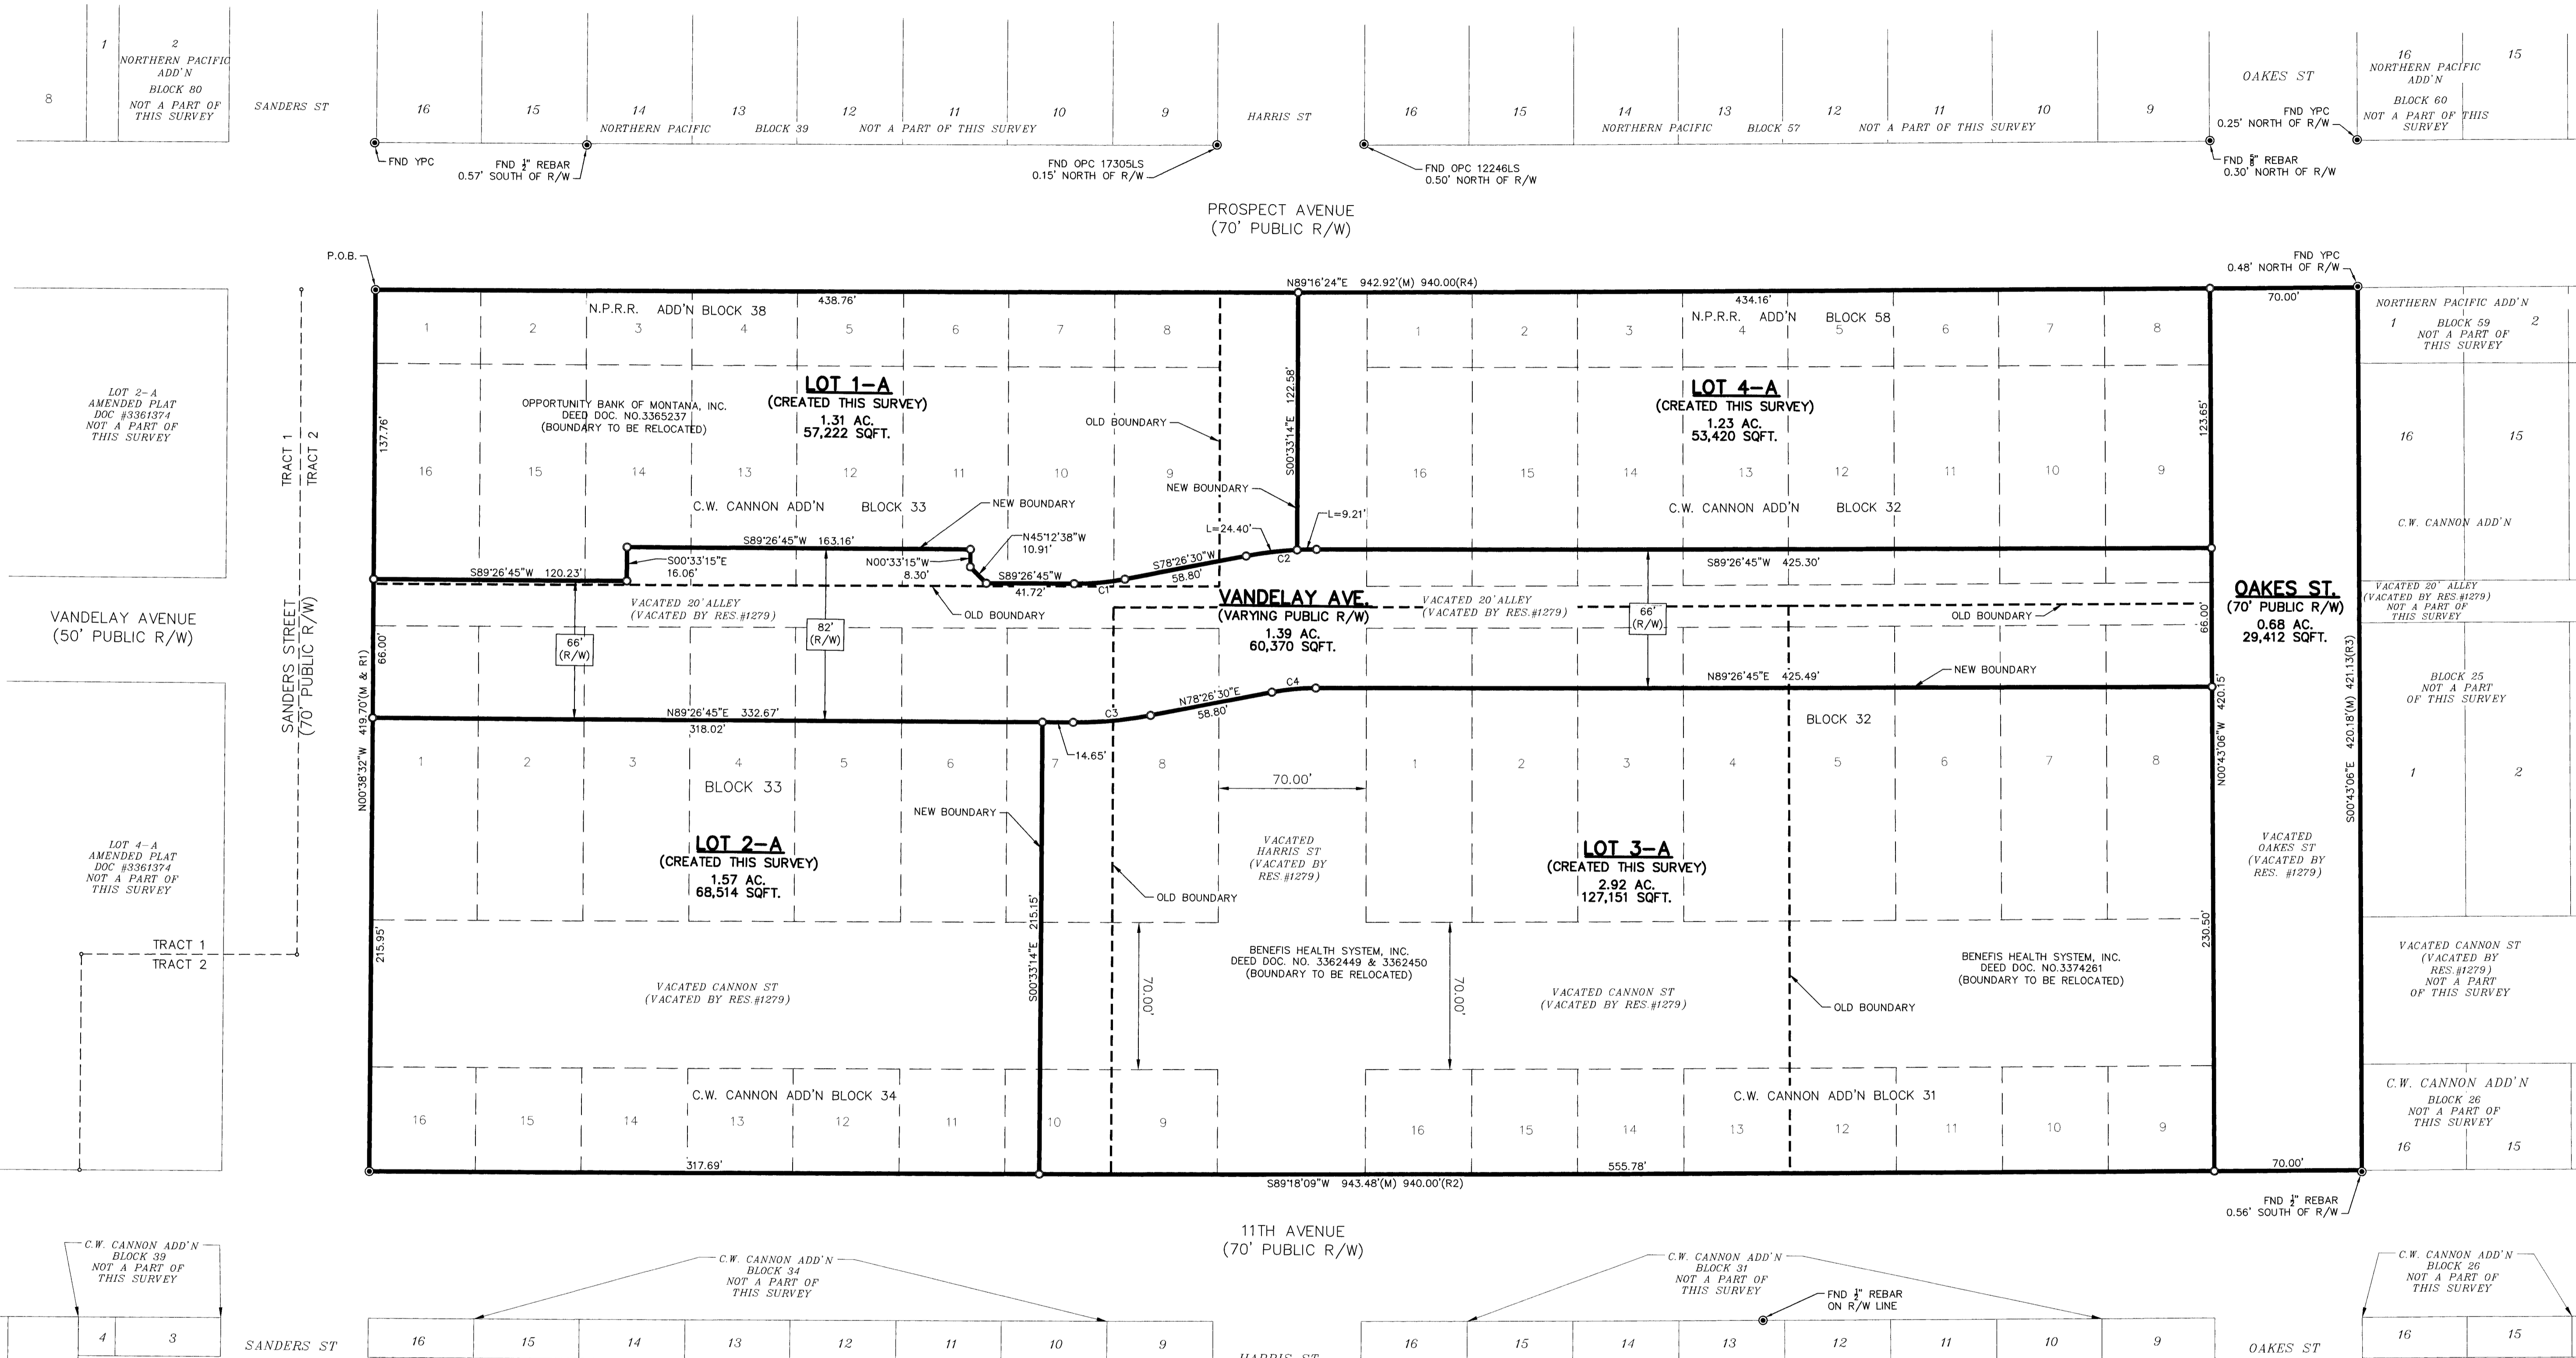 1
2
NORTHERN PACIFIC
ADD'N
BLOCK 80
NOT A PART OF
THIS SURVEY
8
SANDERS ST
16
15
14
13
12
11
10
9
NORTHERN PACIFIC
BLOCK 39
NOT A PART OF THIS SURVEY
HARRIS ST
16
15
14
13
12
11
10
9
NORTHERN PACIFIC
BLOCK 57
NOT A PART OF THIS SURVEY
OAKES ST
16
15
NORTHERN PACIFIC
ADD'N
BLOCK 60
NOT A PART OF THIS
SURVEY
FND YPC
0.25' NORTH OF R/W
FND YPC
FND 1/2" REBAR
0.57' SOUTH OF R/W
FND OPC 17305LS
0.15' NORTH OF R/W
FND OPC 12246LS
0.50' NORTH OF R/W
FND 5/8" REBAR
0.30' NORTH OF R/W
PROSPECT AVENUE
(70' PUBLIC R/W)
P.O.B.
FND YPC
0.48' NORTH OF R/W
N89°16'24"E 942.92'(M) 940.00(R4)
438.76'
434.16'
70.00'
N.P.R.R. ADD'N BLOCK 38
N.P.R.R. ADD'N BLOCK 58
1
2
3
4
5
6
7
8
1
2
3
4
5
6
7
8
NORTHERN PACIFIC ADD'N
1
BLOCK 59
2
NOT A PART OF
THIS SURVEY
LOT 2-A
AMENDED PLAT
DOC #3361374
NOT A PART OF
THIS SURVEY
TRACT 1
TRACT 2
137.76'
LOT 1-A
(CREATED THIS SURVEY)
1.31 AC.
57,222 SQFT.
OPPORTUNITY BANK OF MONTANA, INC.
DEED DOC. NO.3365237
(BOUNDARY TO BE RELOCATED)
OLD BOUNDARY
S00°33'14"E 122.58'
LOT 4-A
(CREATED THIS SURVEY)
1.23 AC.
53,420 SQFT.
123.65'
16
15
14
13
12
11
10
9
16
15
14
13
12
11
10
9
16
15
C.W. CANNON ADD'N BLOCK 33
NEW BOUNDARY
NEW BOUNDARY
C.W. CANNON ADD'N BLOCK 32
C.W. CANNON ADD'N
S89°26'45"W 163.16'
N45°12'38"W
10.91'
L=24.40'
L=9.21'
S00°33'15"E
16.06'
N00°33'15"W
8.30'
S89°26'45"W 120.23'
S89°26'45"W
41.72'
C1
S78°26'30"W
58.80'
C2
S89°26'45"W 425.30'
VANDELAY AVENUE
(50' PUBLIC R/W)
SANDERS STREET
(70' PUBLIC R/W)
N00°38'32"W 419.70'(M & R1)
66.00'
VACATED 20' ALLEY
(VACATED BY RES.#1279)
OLD BOUNDARY
66'
(R/W)
82'
(R/W)
VANDELAY AVE.
(VARYING PUBLIC R/W)
1.39 AC.
60,370 SQFT.
VACATED 20' ALLEY
(VACATED BY RES.#1279)
66'
(R/W)
OLD BOUNDARY
66.00'
OAKES ST.
(70' PUBLIC R/W)
0.68 AC.
29,412 SQFT.
VACATED 20' ALLEY
(VACATED BY RES.#1279)
NOT A PART OF
THIS SURVEY
N89°26'45"E 332.67'
318.02'
C3
N78°26'30"E
58.80'
C4
N89°26'45"E 425.49'
NEW BOUNDARY
14.65'
BLOCK 32
N00°43'06"W 420.15'
S00°43'06"E 420.18'(M) 421.13(R3)
BLOCK 25
NOT A PART
OF THIS SURVEY
1
2
3
4
5
6
7
8
1
2
3
4
5
6
7
8
1
2
BLOCK 33
70.00'
NEW BOUNDARY
LOT 4-A
AMENDED PLAT
DOC #3361374
NOT A PART OF
THIS SURVEY
LOT 2-A
(CREATED THIS SURVEY)
1.57 AC.
68,514 SQFT.
VACATED
HARRIS ST
(VACATED BY
RES.#1279)
LOT 3-A
(CREATED THIS SURVEY)
2.92 AC.
127,151 SQFT.
VACATED
OAKES ST
(VACATED BY
RES. #1279)
OLD BOUNDARY
S00°33'14"E 215.15'
215.95'
230.50'
TRACT 1
TRACT 2
BENEFIS HEALTH SYSTEM, INC.
DEED DOC. NO. 3362449 & 3362450
(BOUNDARY TO BE RELOCATED)
BENEFIS HEALTH SYSTEM, INC.
DEED DOC. NO.3374261
(BOUNDARY TO BE RELOCATED)
VACATED CANNON ST
(VACATED BY
RES.#1279)
NOT A PART
OF THIS SURVEY
VACATED CANNON ST
(VACATED BY RES.#1279)
70.00'
70.00'
VACATED CANNON ST
(VACATED BY RES.#1279)
OLD BOUNDARY
C.W. CANNON ADD'N BLOCK 34
C.W. CANNON ADD'N BLOCK 31
C.W. CANNON ADD'N
BLOCK 26
NOT A PART OF
THIS SURVEY
16
15
14
13
12
11
10
9
16
15
14
13
12
11
10
9
16
15
317.69'
555.78'
70.00'
S89°18'09"W 943.48'(M) 940.00'(R2)
FND 1/2" REBAR
0.56' SOUTH OF R/W
11TH AVENUE
(70' PUBLIC R/W)
C.W. CANNON ADD'N
BLOCK 39
NOT A PART OF
THIS SURVEY
C.W. CANNON ADD'N
BLOCK 34
NOT A PART OF
THIS SURVEY
C.W. CANNON ADD'N
BLOCK 31
NOT A PART OF
THIS SURVEY
FND 1/2" REBAR
ON R/W LINE
C.W. CANNON ADD'N
BLOCK 26
NOT A PART OF
THIS SURVEY
4
3
SANDERS ST
16
15
14
13
12
11
10
9
HARRIS ST
16
15
14
13
12
11
10
9
OAKES ST
16
15